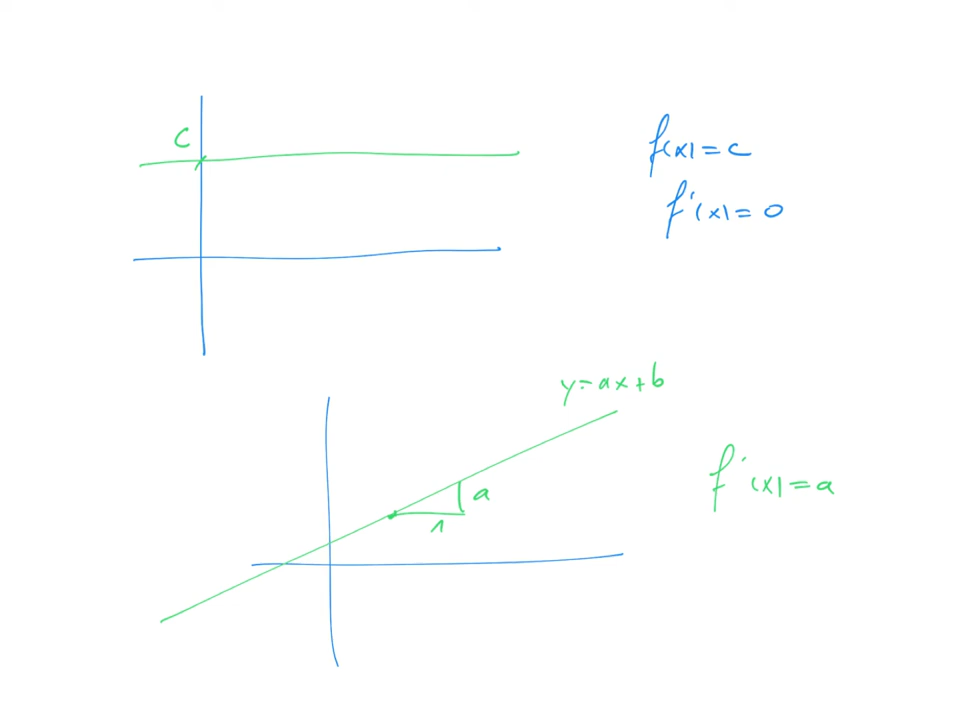 c
f(x) = c
f'(x) = 0
y = ax + b
a
1
f'(x) = a